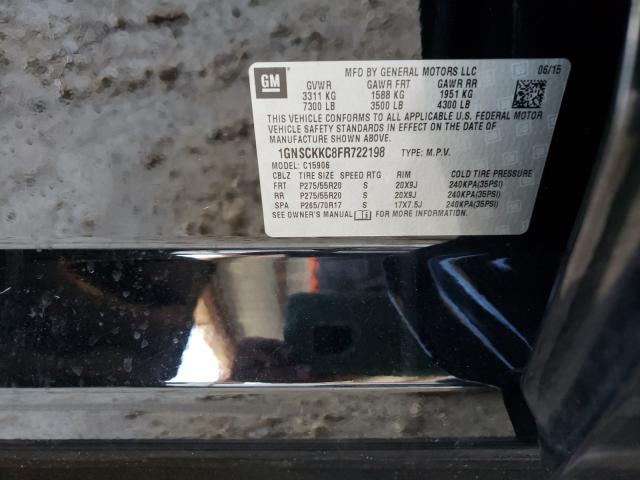 GM
MFD BY GENERAL MOTORS LLC 06/15
GVWR GAWR FRT GAWR RR
3311 KG 1588 KG 1951 KG
7300 LB 3500 LB 4300 LB
THIS VEHICLE CONFORMS TO ALL APPLICABLE U.S. FEDERAL MOTOR
VEHICLE SAFETY STANDARDS IN EFFECT ON THE DATE OF
MANUFACTURE SHOWN ABOVE.
1GNSCKKC8FR722198 TYPE: M.P.V.
MODEL: C15906
CBLZ TIRE SIZE SPEED RTG RIM COLD TIRE PRESSURE
FRT P275/55R20 S 20X9J 240KPA(35PSI)
RR P275/55R20 S 20X9J 240KPA(35PSI)
SPA P265/70R17 S 17X7.5J 240KPA(35PSI)
SEE OWNER'S MANUAL FOR MORE INFORMATION.